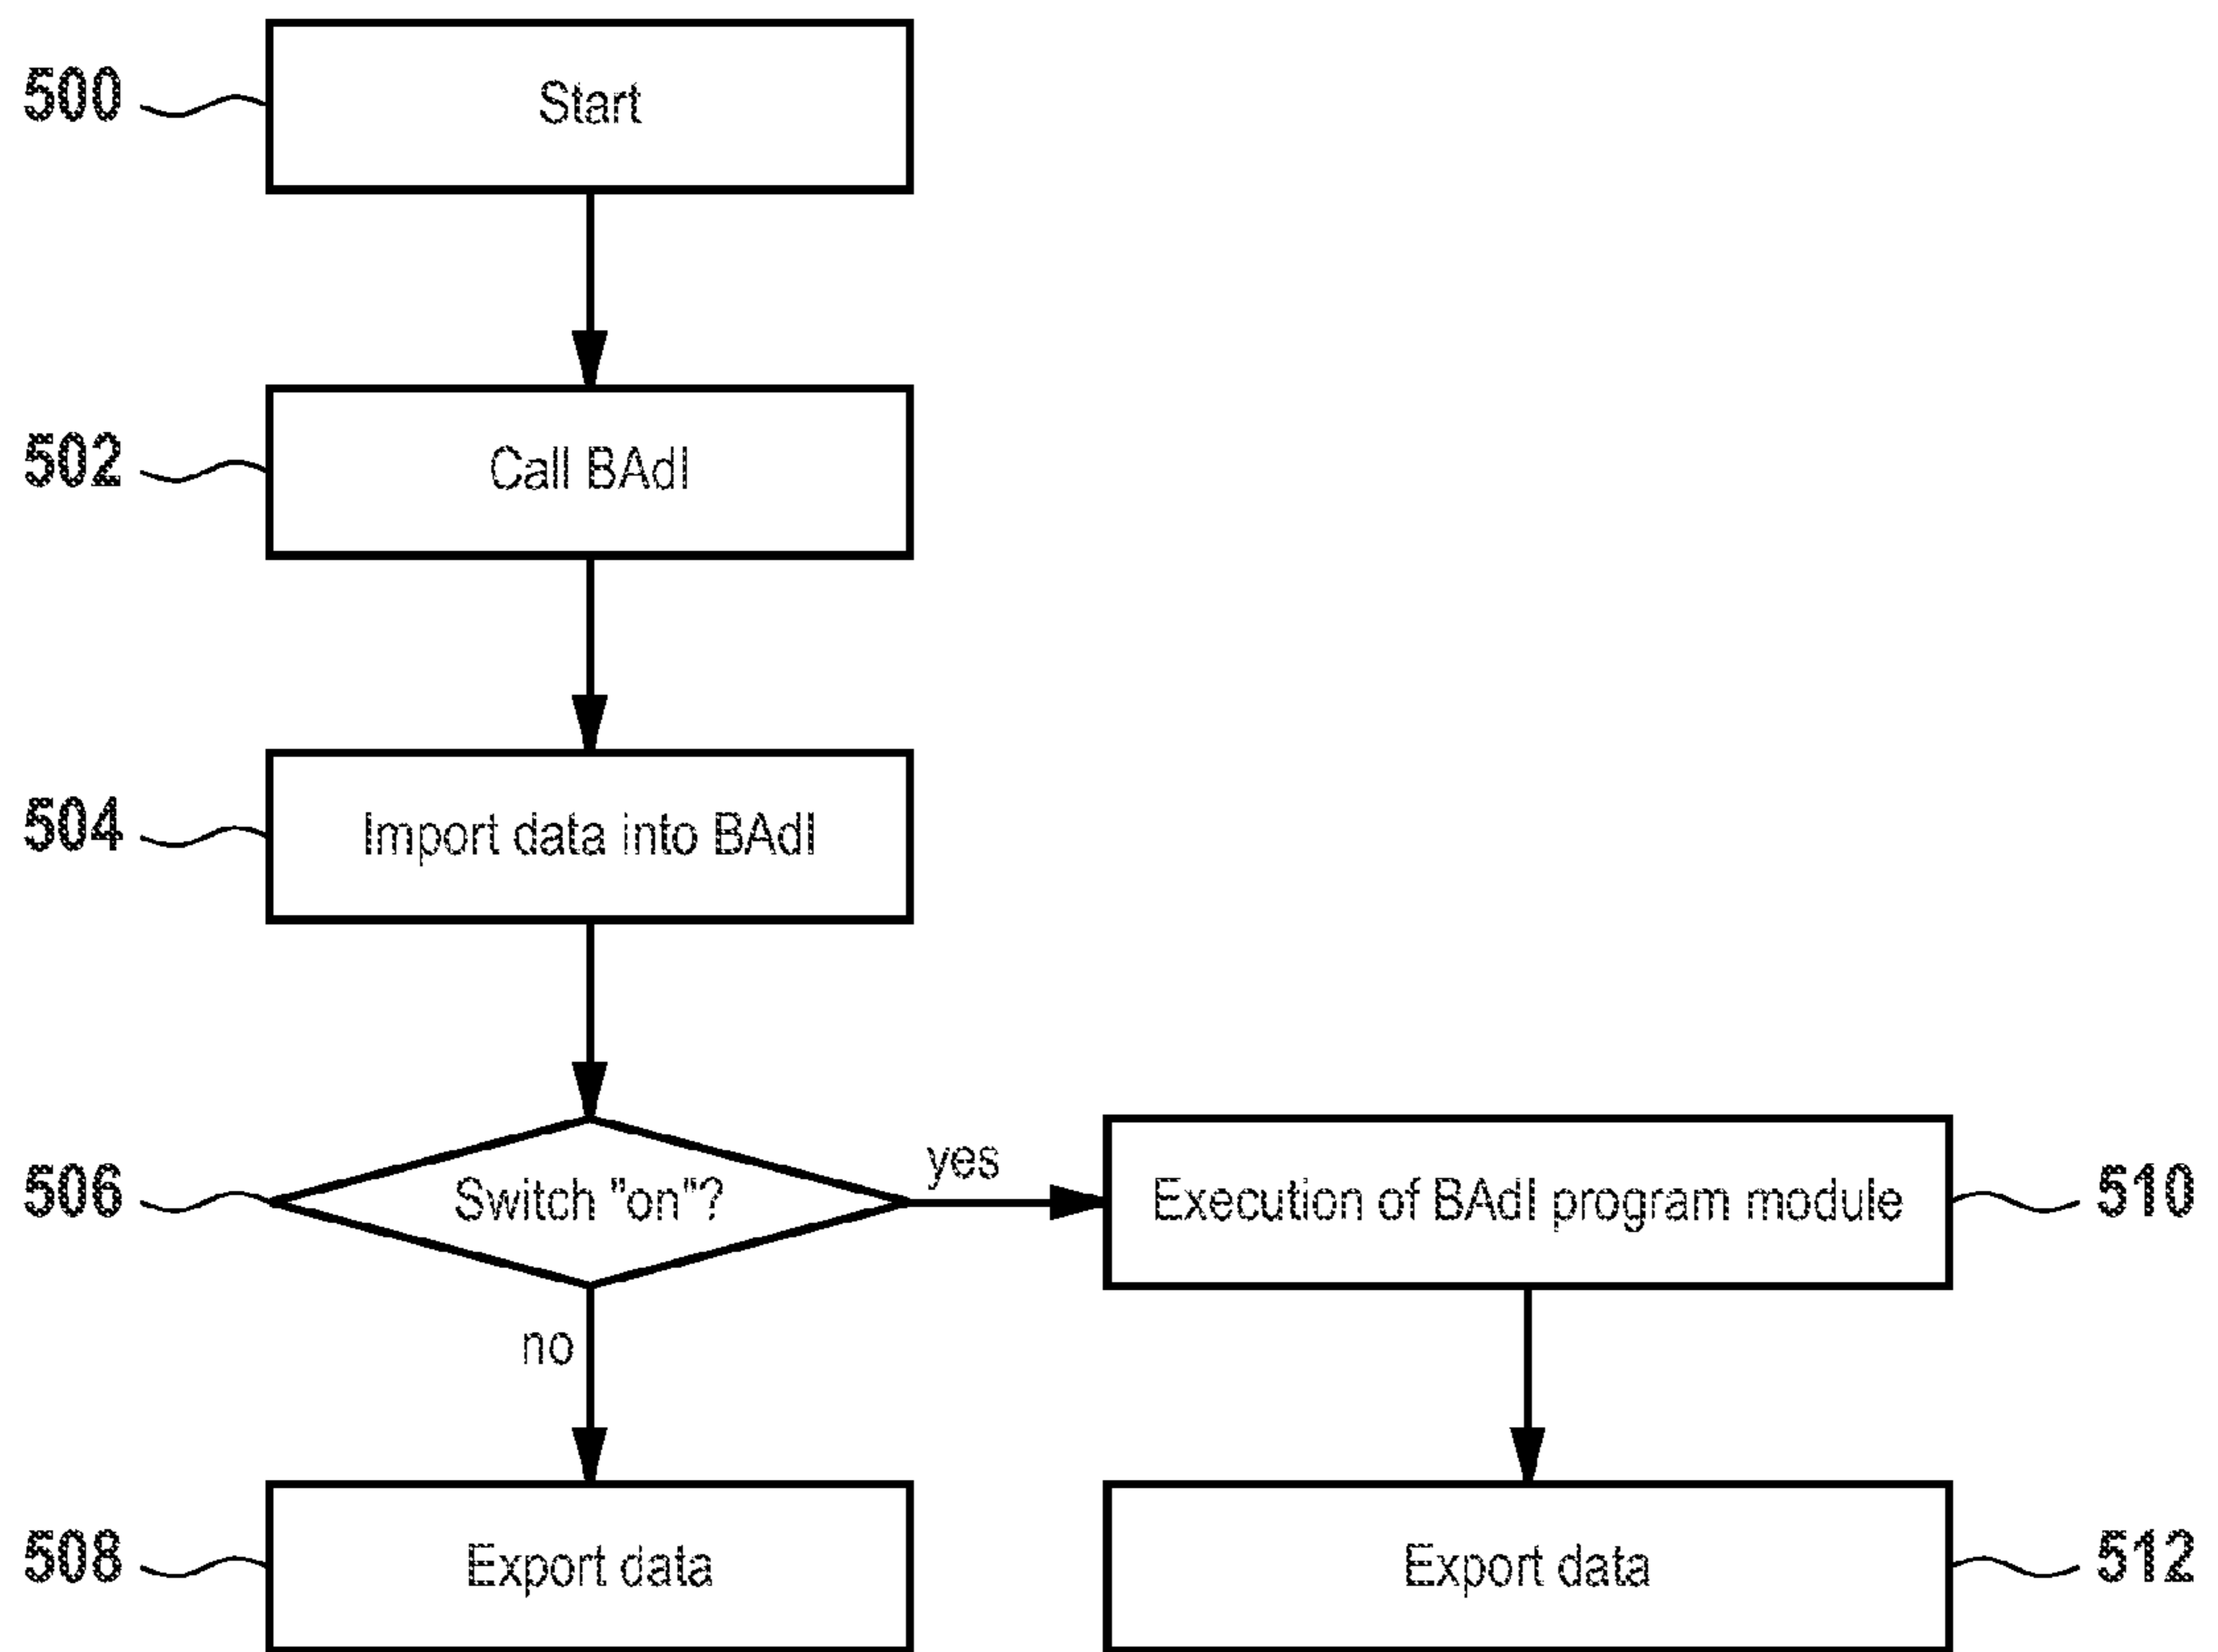 500
Start
502
Call BAdI
504
Import data into BAdI
506
Switch "on"?
yes
Execution of BAdI program module
510
no
508
Export data
Export data
512